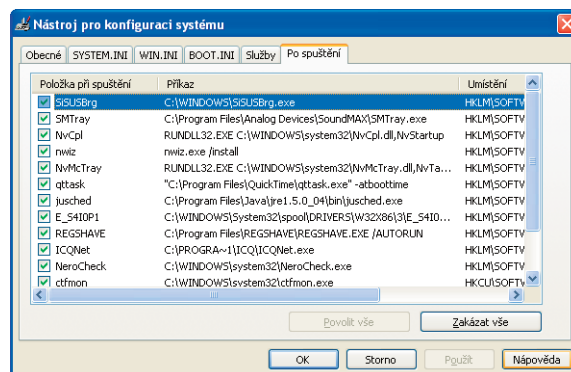 Nástroj pro konfiguraci systému
Obecné SYSTEM.INI WIN.INI BOOT.INI Služby Po spuštění
Položka při spuštění Příkaz Umístění
SiSUSBrg C:\WINDOWS\SiSUSBrg.exe HKLM\SOFTW
SMTray C:\Program Files\Analog Devices\SoundMAX\SMTray.exe HKLM\SOFTW
NvCpl RUNDLL32.EXE C:\WINDOWS\system32\NvCpl.dll,NvStartup HKLM\SOFTW
nwiz nwiz.exe /install HKLM\SOFTW
NvMcTray RUNDLL32.EXE C:\WINDOWS\system32\NvMcTray.dll,NvTa... HKLM\SOFTW
qttask "C:\Program Files\QuickTime\qttask.exe" -atboottime HKLM\SOFTW
jusched C:\Program Files\Java\jre1.5.0_04\bin\jusched.exe HKLM\SOFTW
E_S4I0P1 C:\WINDOWS\System32\spool\DRIVERS\W32X86\3\E_S4I0... HKLM\SOFTW
REGSHAVE C:\Program Files\REGSHAVE\REGSHAVE.EXE /AUTORUN HKLM\SOFTW
ICQNet C:\PROGRA~1\ICQ\ICQNet.exe HKLM\SOFTW
NeroCheck C:\WINDOWS\system32\NeroCheck.exe HKLM\SOFTW
ctfmon C:\WINDOWS\system32\ctfmon.exe HKCU\SOFTW
Povolit vše Zakázat vše
OK Storno Použít Nápověda